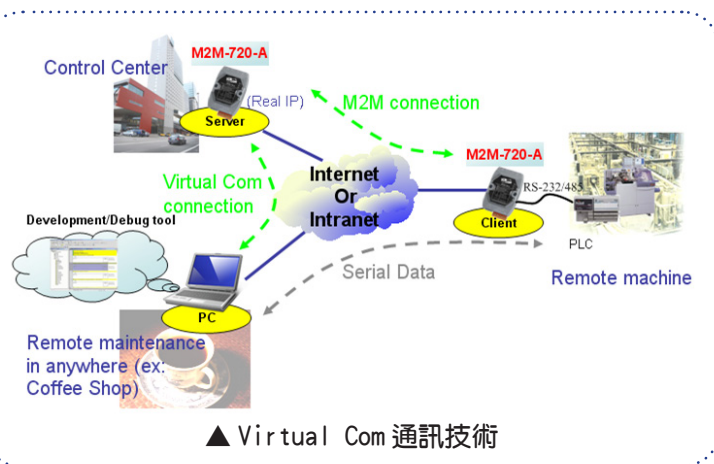 M2M-720-A
Control Center
(Real IP)
Server
M2M connection
M2M-720-A
Internet
Or
Intranet
RS-232/485
Virtual Com
connection
Client
PLC
Development/Debug tool
Serial Data
Remote machine
PC
Remote maintenance
in anywhere (ex:
Coffee Shop)
▲Virtual Com 通訊技術